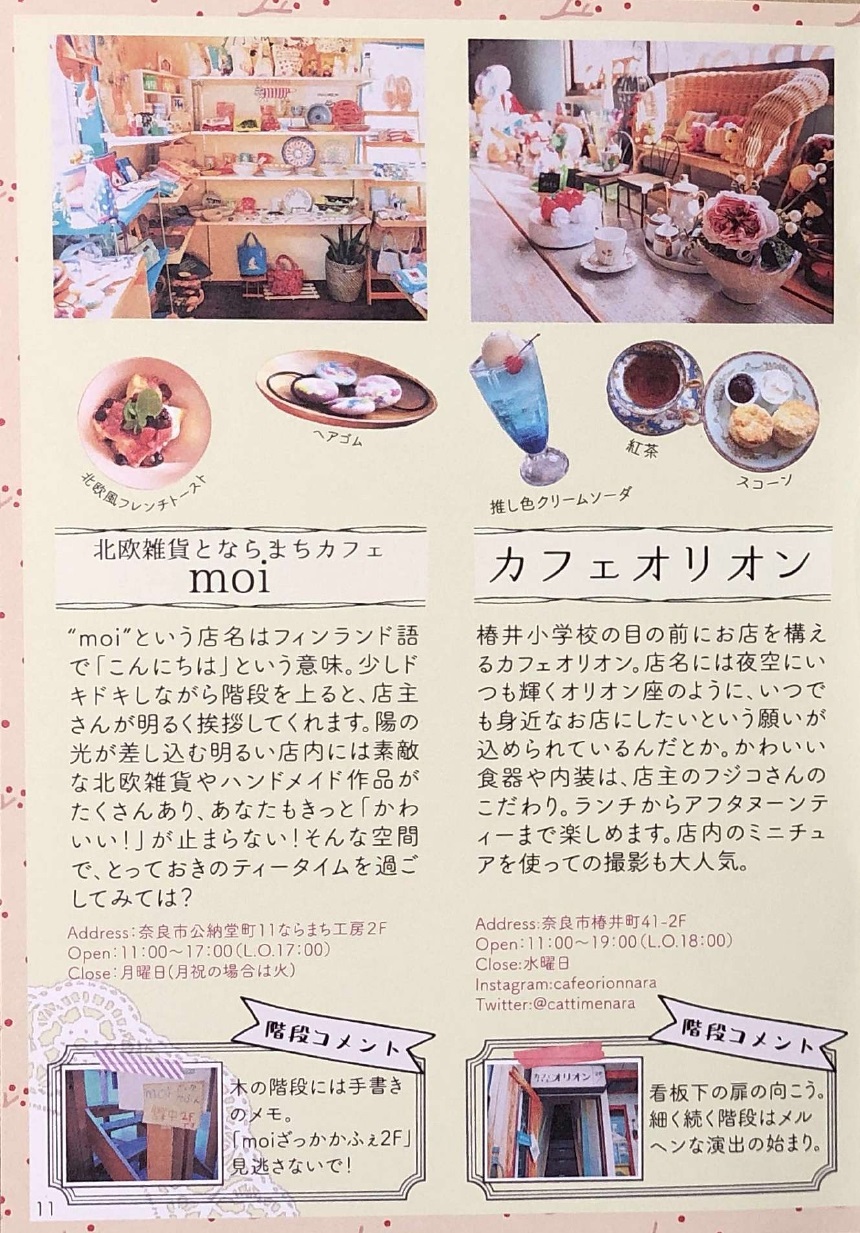 北欧風フレンチトースト
ヘアゴム
北欧雑貨とならまちカフェ
moi
“moi”という店名はフィンランド語
で「こんにちは」という意味。少しド
キドキしながら階段を上ると、店主
さんが明るく挨拶してくれます。陽の
光が差し込む明るい店内には素敵
な北欧雑貨やハンドメイド作品が
たくさんあり、あなたもきっと「かわ
いい！」が止まらない！そんな空間
で、とっておきのティータイムを過ご
してみては？
Address：奈良市公納堂町11ならまち工房2F
Open：11：00〜17：00（L.O.17：00）
Close：月曜日（月祝の場合は火）
階段コメント
木の階段には手書き
のメモ。
「moiざっかかふぇ2F」
見逃さないで！
推し色クリームソーダ
紅茶
スコーン
カフェオリオン
椿井小学校の目の前にお店を構え
るカフェオリオン。店名には夜空にい
つも輝くオリオン座のように、いつで
も身近なお店にしたいという願いが
込められているんだとか。かわいい
食器や内装は、店主のフジコさんの
こだわり。ランチからアフタヌーンテ
ィーまで楽しめます。店内のミニチュ
アを使っての撮影も大人気。
Address:奈良市椿井町41-2F
Open：11：00〜19：00（L.O.18：00）
Close:水曜日
Instagram:cafeorionnara
Twitter:@cattimenara
階段コメント
カフェオリオン
看板下の扉の向こう。
細く続く階段はメル
ヘンな演出の始まり。
11